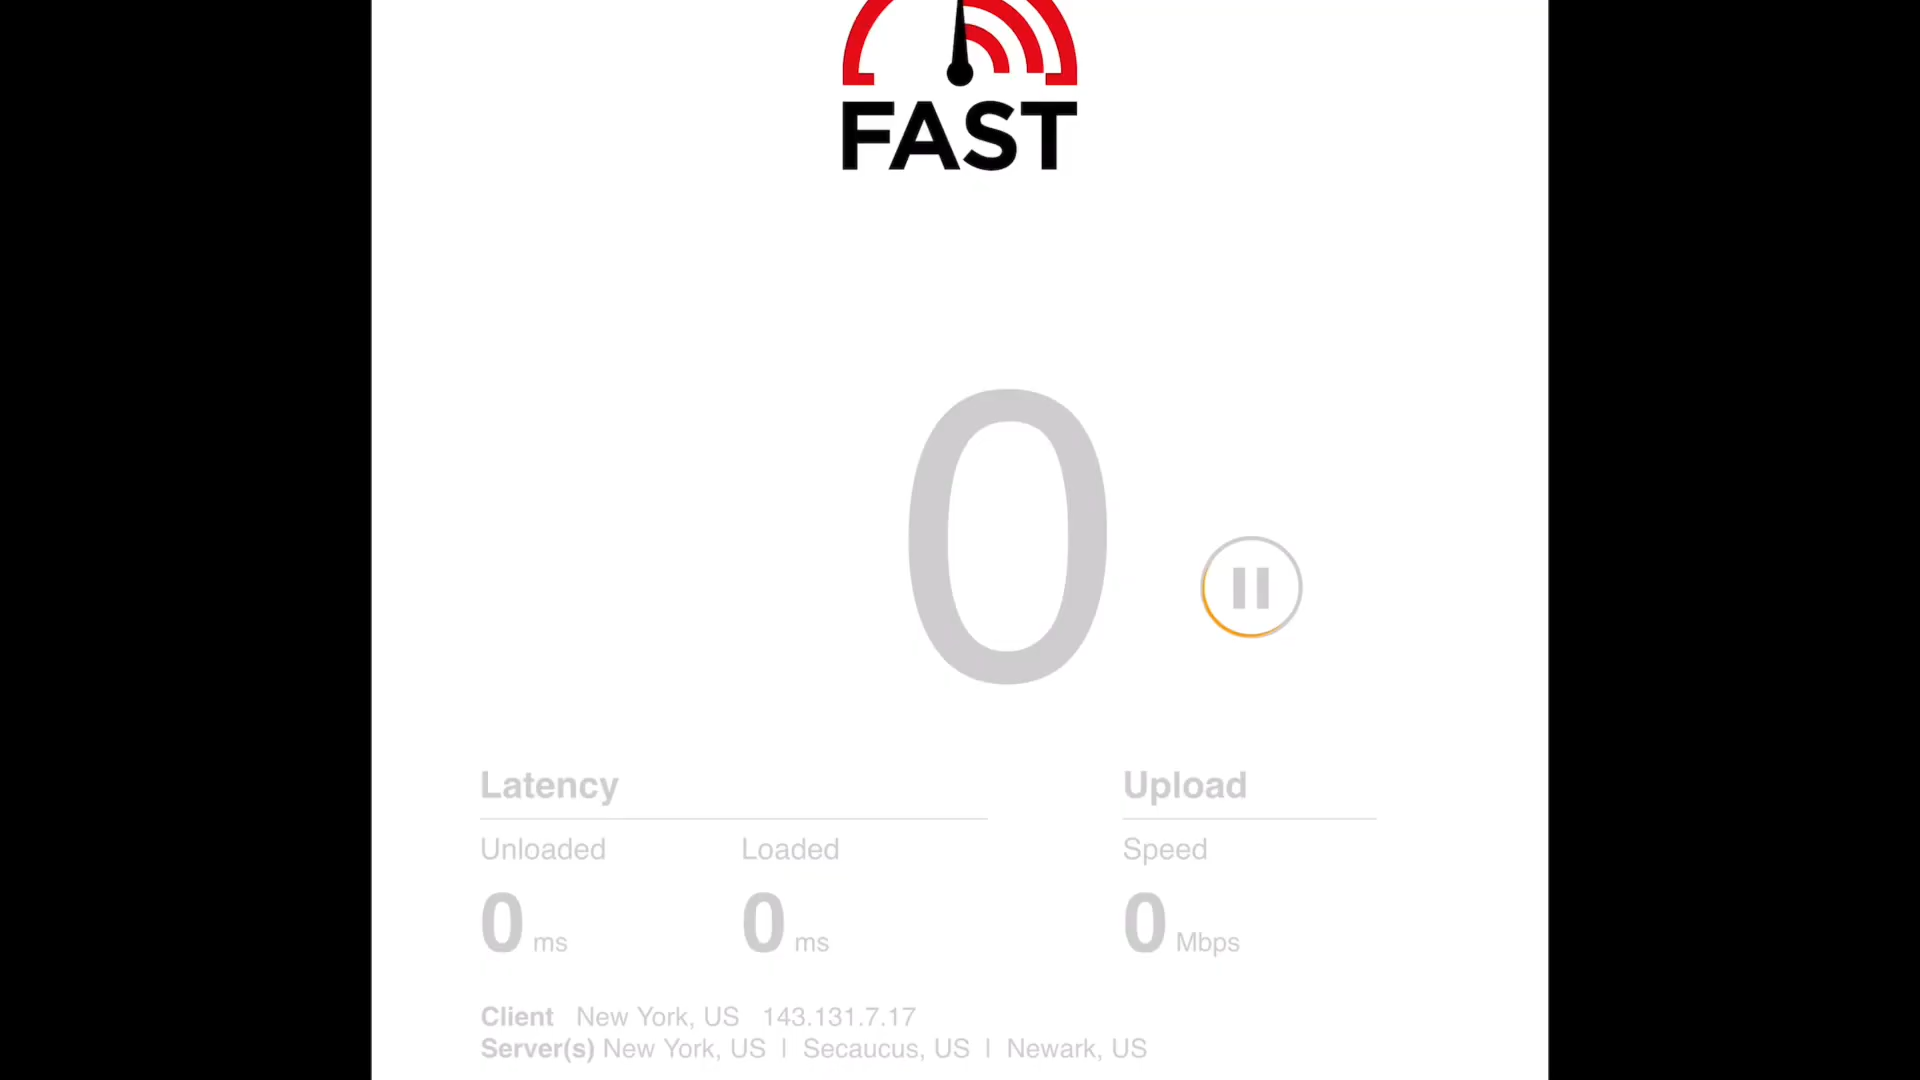 FAST
0
Latency
Upload
Unloaded
Loaded
Speed
0 ms
0 ms
0 Mbps
Client New York, US 143.131.7.17
Server(s) New York, US | Secaucus, US | Newark, US